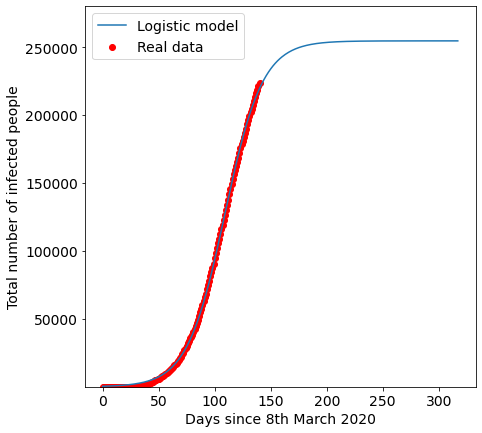 Logistic model
Real data
250000
200000
150000
100000
50000
Total number of infected people
0 50 100 150 200 250 300
Days since 8th March 2020